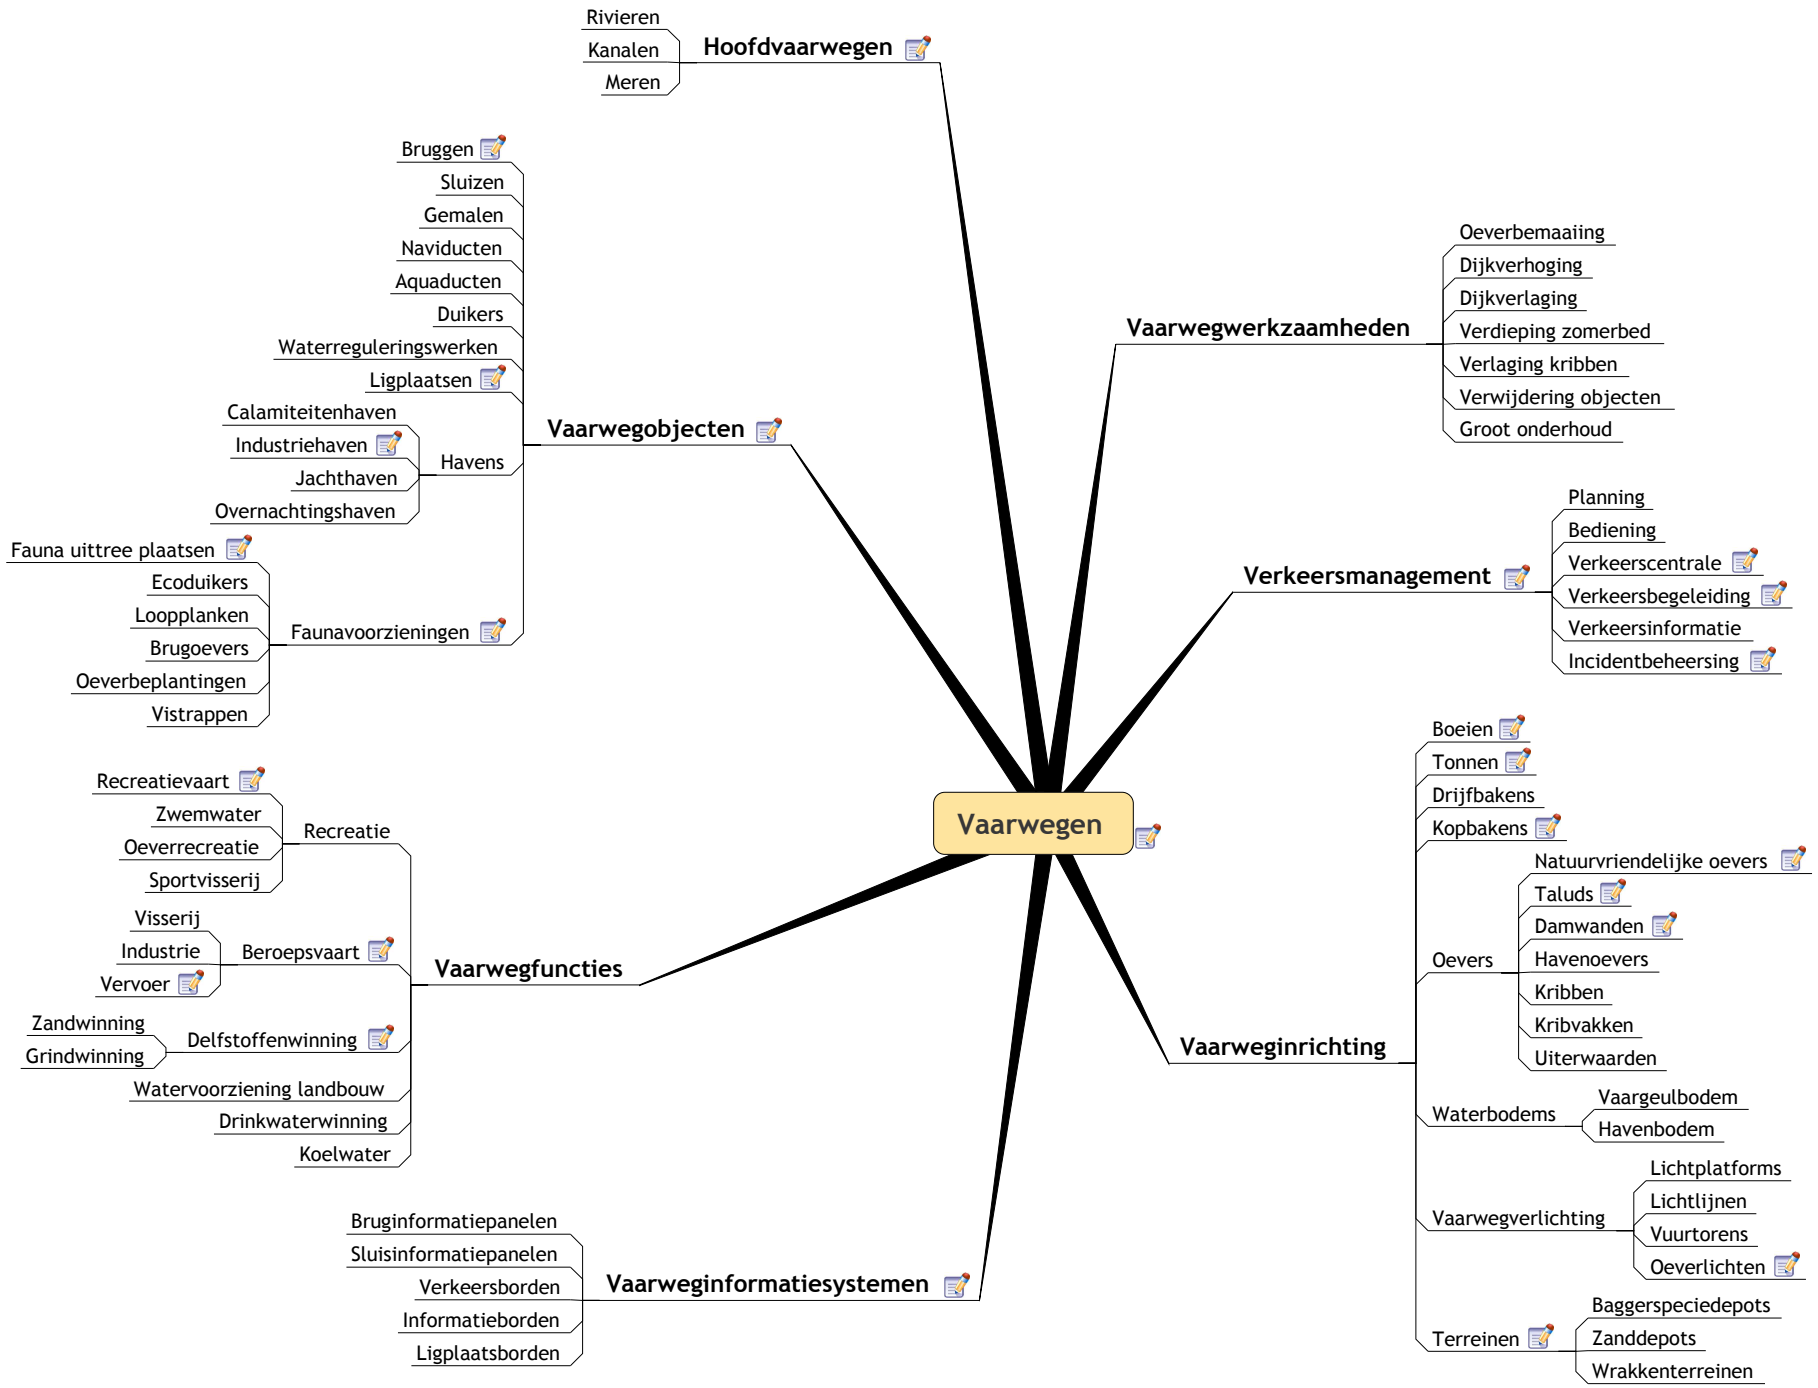 Rivieren
Kanalen
Meren
Hoofdvaarwegen
Bruggen
Sluizen
Gemalen
Naviducten
Aquaducten
Duikers
Waterreguleringswerken
Ligplaatsen
Calamiteitenhaven
Industriehaven
Jachthaven
Overnachtingshaven
Havens
Fauna uittree plaatsen
Ecoduikers
Loopplanken
Brugoevers
Oeverbeplantingen
Vistrappen
Faunavoorzieningen
Vaarwegobjecten
Recreatievaart
Zwemwater
Oeverrecreatie
Sportvisserij
Recreatie
Visserij
Industrie
Vervoer
Beroepsvaart
Zandwinning
Grindwinning
Delfstoffenwinning
Watervoorziening landbouw
Drinkwaterwinning
Koelwater
Vaarwegfuncties
Bruginformatiepanelen
Sluisinformatiepanelen
Verkeersborden
Informatieborden
Ligplaatsborden
Vaarweginformatiesystemen
Vaarwegen
Vaarwegwerkzaamheden
Oeverbemaaiing
Dijkverhoging
Dijkverlaging
Verdieping zomerbed
Verlaging kribben
Verwijdering objecten
Groot onderhoud
Verkeersmanagement
Planning
Bediening
Verkeerscentrale
Verkeersbegeleiding
Verkeersinformatie
Incidentbeheersing
Vaarweginrichting
Boeien
Tonnen
Drijfbakens
Kopbakens
Oevers
Natuurvriendelijke oevers
Taluds
Damwanden
Havenoevers
Kribben
Kribvakken
Uiterwaarden
Waterbodems
Vaargeulbodem
Havenbodem
Vaarwegverlichting
Lichtplatforms
Lichtlijnen
Vuurtorens
Oeverlichten
Terreinen
Baggerspeciedepots
Zanddepots
Wrakkenterreinen